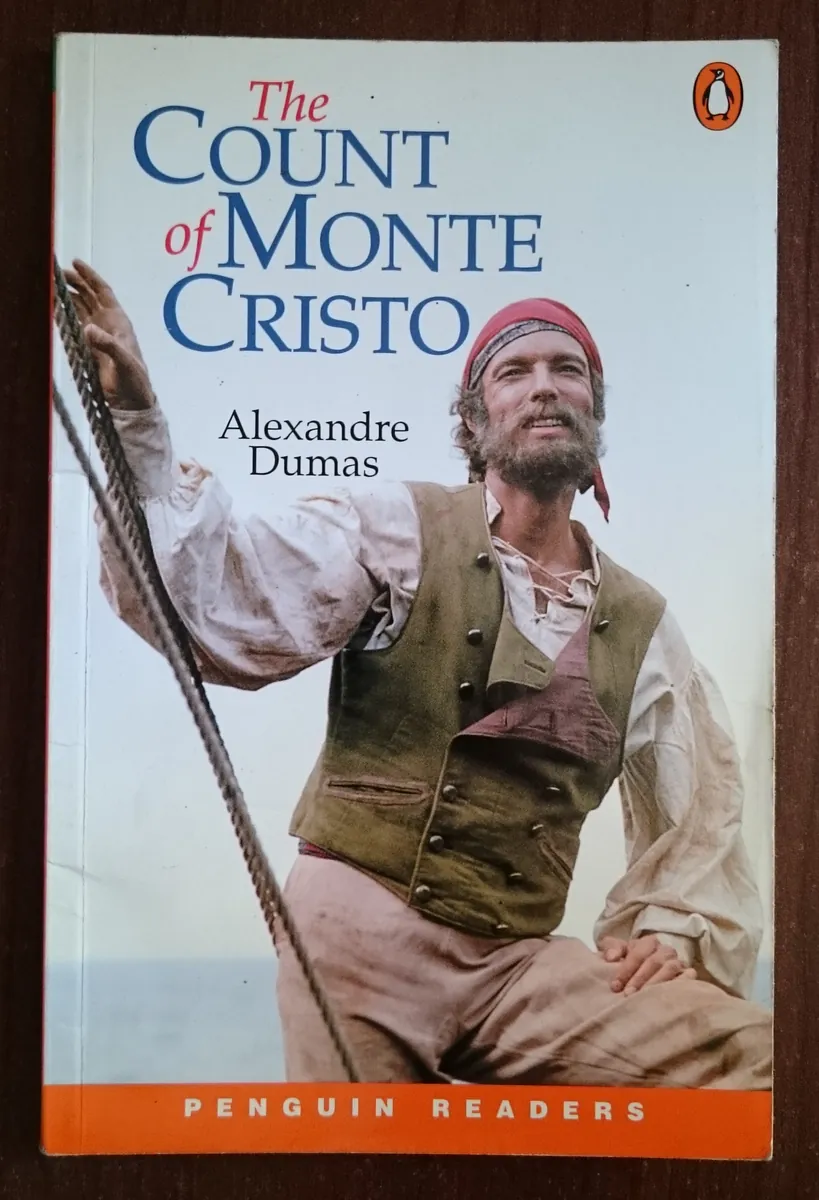 The
COUNT
of MONTE
CRISTO
Alexandre
Dumas
PENGUIN READERS